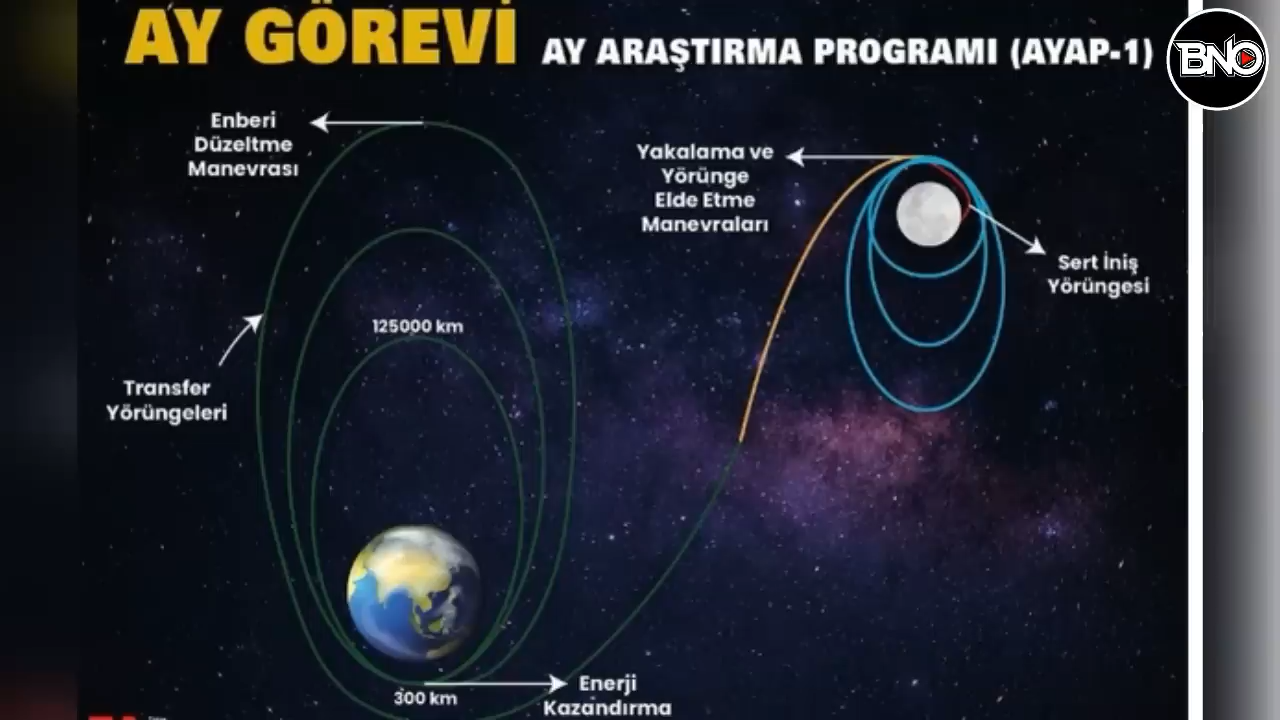 AY GÖREVİ
AY ARAŞTIRMA PROGRAMI (AYAP-1)
BNO
Enberi
Düzeltme
Manevrası
Yakalama ve
Yörünge
Elde Etme
Manevraları
Sert İniş
Yörüngesi
125000 km
Transfer
Yörüngeleri
300 km
Enerji
Kazandırma